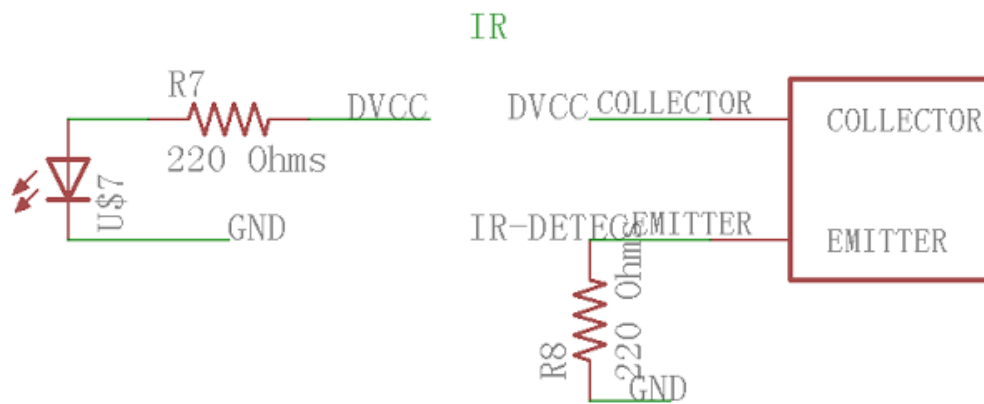 IR
R7
DVCC
220 Ohms
U$7
GND
DVCC
COLLECTOR
COLLECTOR
IR-DETEC
EMITTER
EMITTER
R8
220 Ohms
GND